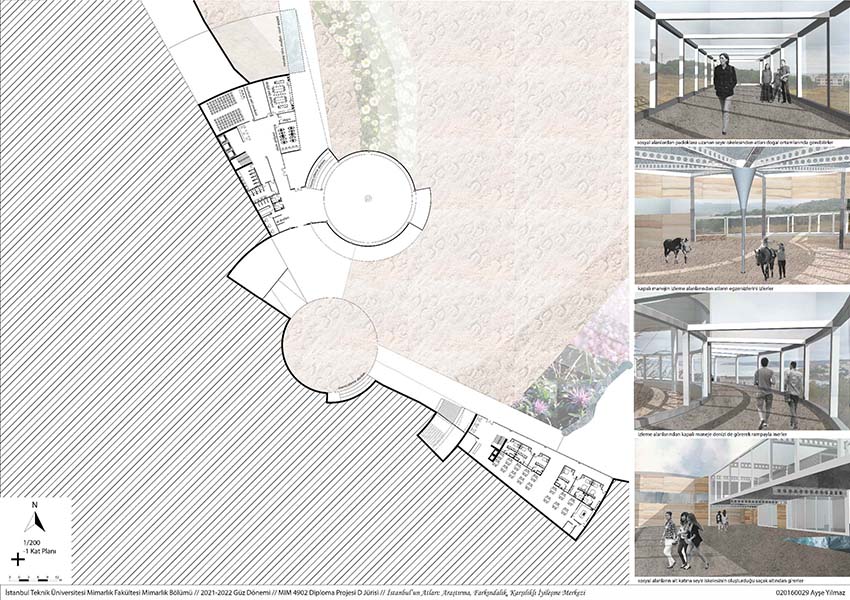 sosyal alanlardan padoklara uzanan seyir iskelesinden atları doğal ortamlarında görebilirler
kapalı manejin izleme alanlarından atların egzersizlerini izlerler
izleme alanlarından kapalı maneje denizi de görerek rampayla inerler
sosyal alanların alt katına seyir iskelesinin oluşturduğu saçak altından girerler
N
1/200
-1 Kat Planı
İstanbul Teknik Üniversitesi Mimarlık Fakültesi Mimarlık Bölümü // 2021-2022 Güz Dönemi // MIM 4902 Diploma Projesi D Jürisi // İstanbul'un Atları: Araştırma, Farkındalık, Karşılıklı İyileşme Merkezi
020160029 Ayşe Yılmaz